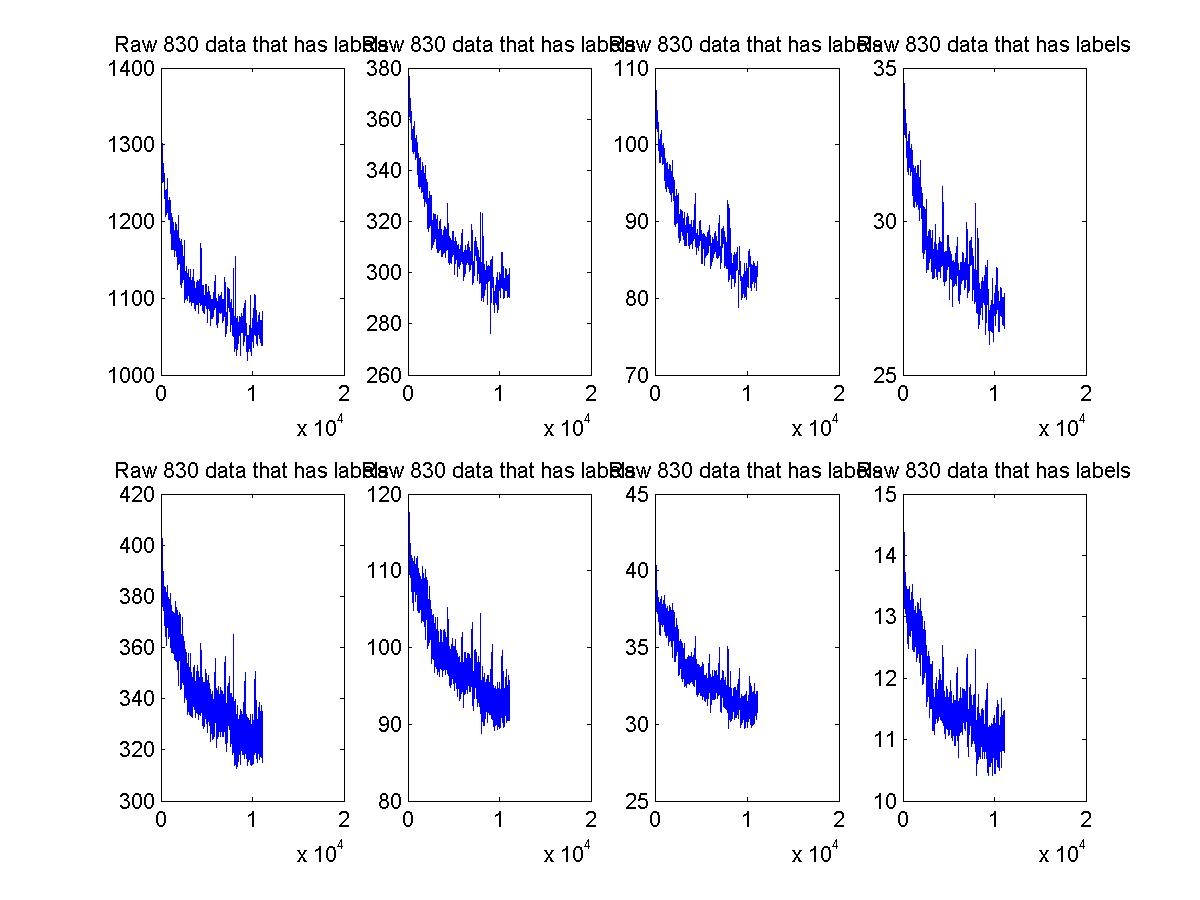 Raw 830 data that has labels Raw 830 data that has labels Raw 830 data that has labels Raw 830 data that has labels
1400 380 110 35
1300 360 100 30
1200 340 90 25
1100 320 80
1000 300 70
280
260
0 1 2 0 1 2 0 1 2 0 1 2
x 10^4 x 10^4 x 10^4 x 10^4
Raw 830 data that has labels Raw 830 data that has labels Raw 830 data that has labels Raw 830 data that has labels
420 120 45 15
400 110 40 14
380 100 35 13
360 90 30 12
340 80 25 11
320 10
300
0 1 2 0 1 2 0 1 2 0 1 2
x 10^4 x 10^4 x 10^4 x 10^4